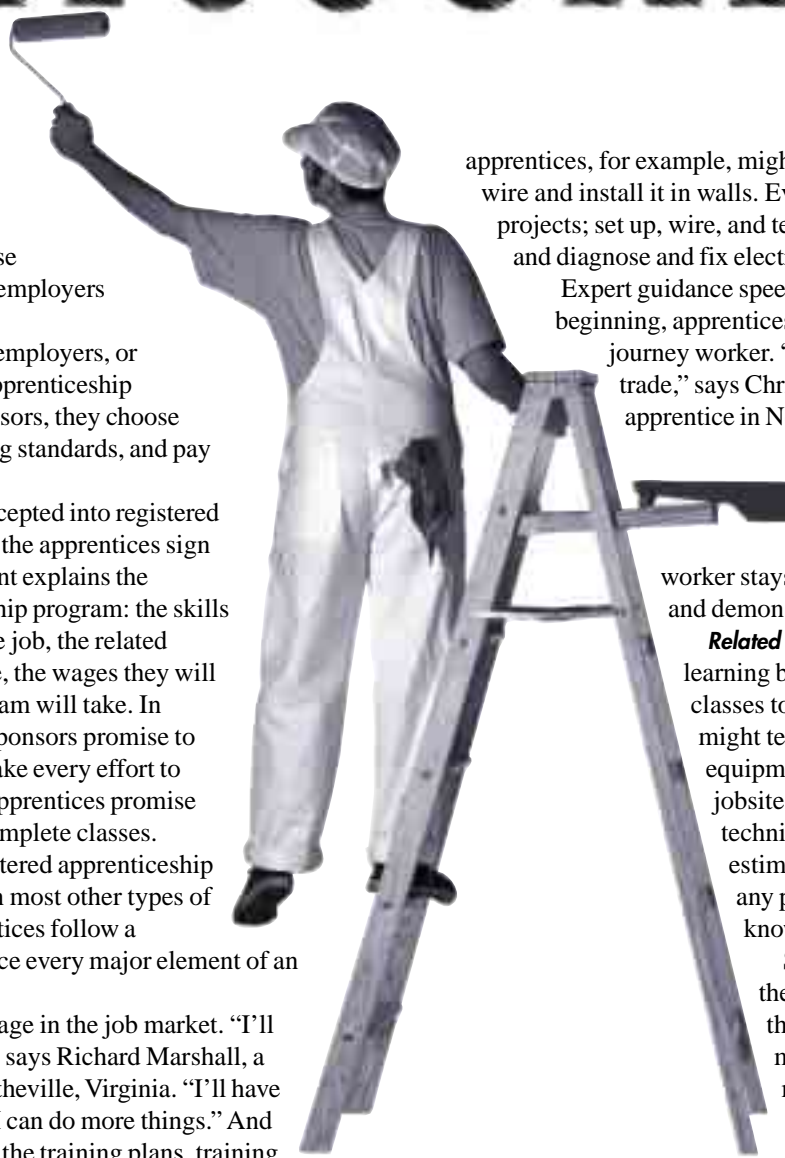 se
employers
employers, or
pprenticeship
sors, they choose
g standards, and pay
cepted into registered
the apprentices sign
nt explains the
hip program: the skills
e job, the related
e, the wages they will
am will take. In
ponsors promise to
ake every effort to
pprentices promise
mplete classes.
tered apprenticeship
n most other types of
tices follow a
ce every major element of an
age in the job market. “I’ll
says Richard Marshall, a
theville, Virginia. “I’ll have
I can do more things.” And
the training plans, training
apprentices, for example, migh
wire and install it in walls. Ev
projects; set up, wire, and te
and diagnose and fix electr
Expert guidance spee
beginning, apprentices
journey worker. “
trade,” says Chr
apprentice in N
worker stays
and demon
Related
learning b
classes to
might te
equipm
jobsite
techni
estim
any p
know
the
th